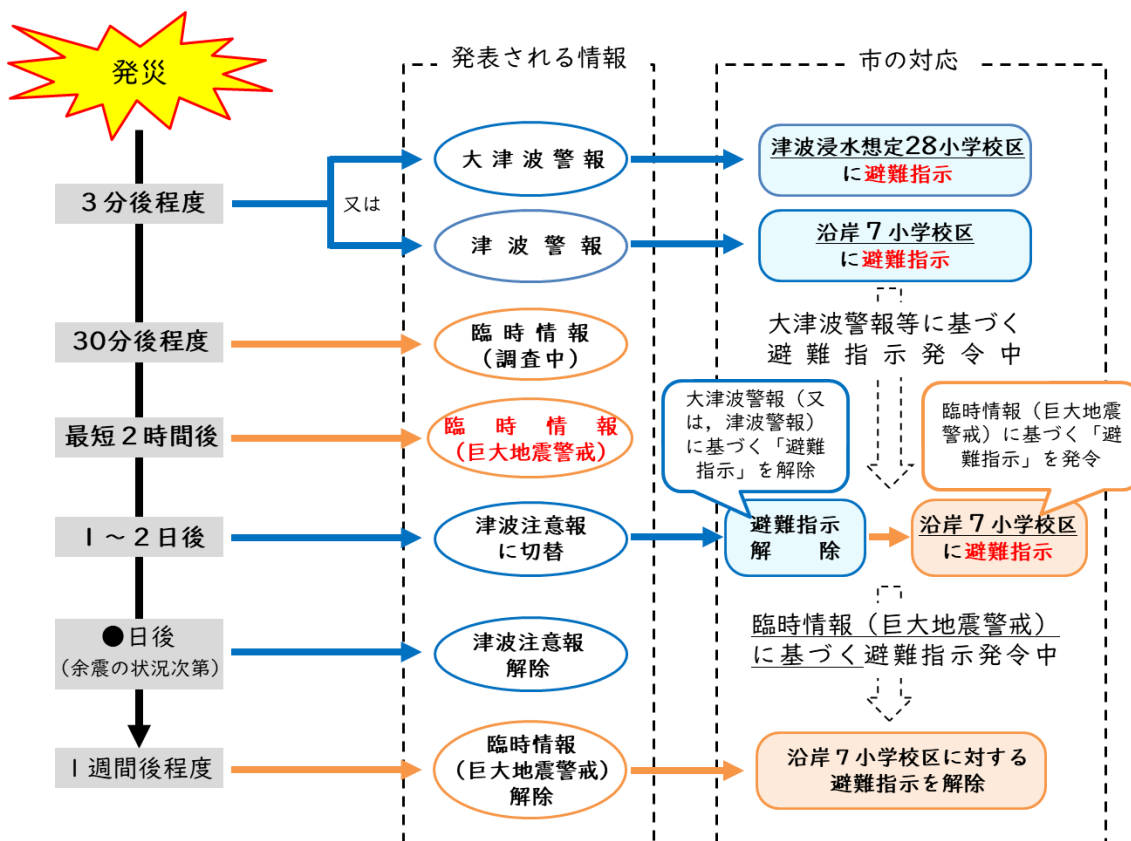 発災
発表される情報
市の対応
3分後程度
又は
大津波警報
津波浸水想定28小学校区
に避難指示
津波警報
沿岸7小学校区
に避難指示
30分後程度
臨時情報
(調査中)
大津波警報等に基づく
避難指示発令中
最短2時間後
臨時情報
(巨大地震警戒)
大津波警報(又
は,津波警報)
に基づく「避難
指示」を解除
臨時情報(巨大地震
警戒)に基づく「避
難指示」を発令
1~2日後
津波注意報
に切替
避難指示
解除
沿岸7小学校区
に避難指示
●日後
(余震の状況次第)
津波注意報
解除
臨時情報(巨大地震警戒)
に基づく避難指示発令中
1週間後程度
臨時情報
(巨大地震警戒)
解除
沿岸7小学校区に対する
避難指示を解除